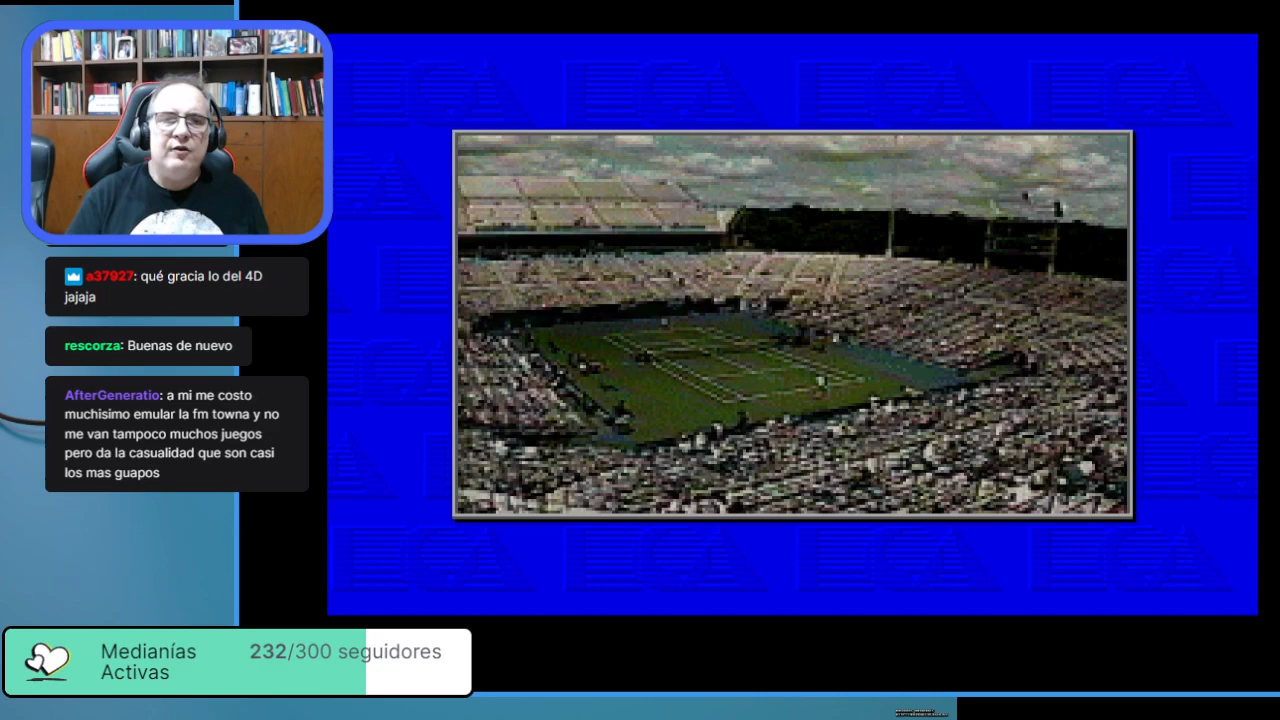 a37927: qué gracia lo del 4D
jajaja
rescorza: Buenas de nuevo
AfterGeneratio: a mi me costo
muchisimo emular la fm towna y no
me van tampoco muchos juegos
pero da la casualidad que son casi
los mas guapos
Medianías
Activas
232/300 seguidores